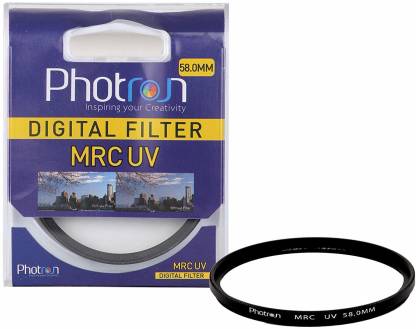 58.0MM
Photron
Inspiring your Creativity
DIGITAL FILTER
MRC UV
Photron
MRC UV
DIGITAL FILTER
Photron MRC UV 58.0MM